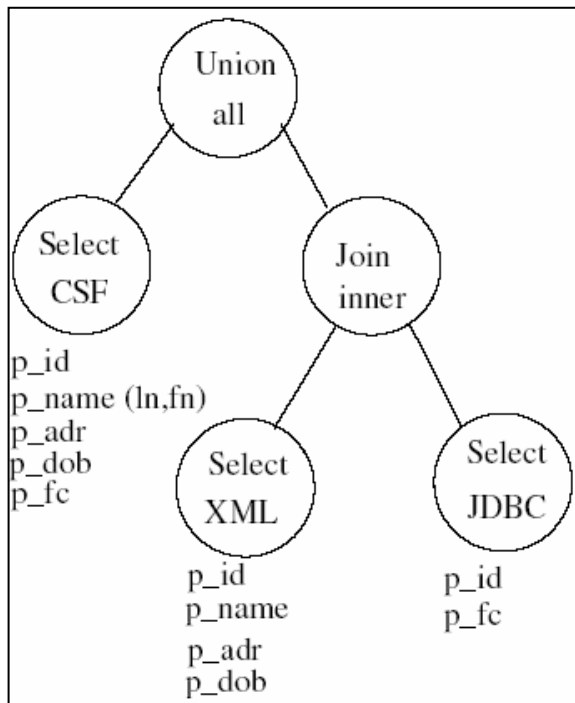 Union
all
Select
CSF
Join
inner
p_id
p_name (ln,fn)
p_adr
p_dob
p_fc
Select
XML
Select
JDBC
p_id
p_name
p_adr
p_dob
p_id
p_fc